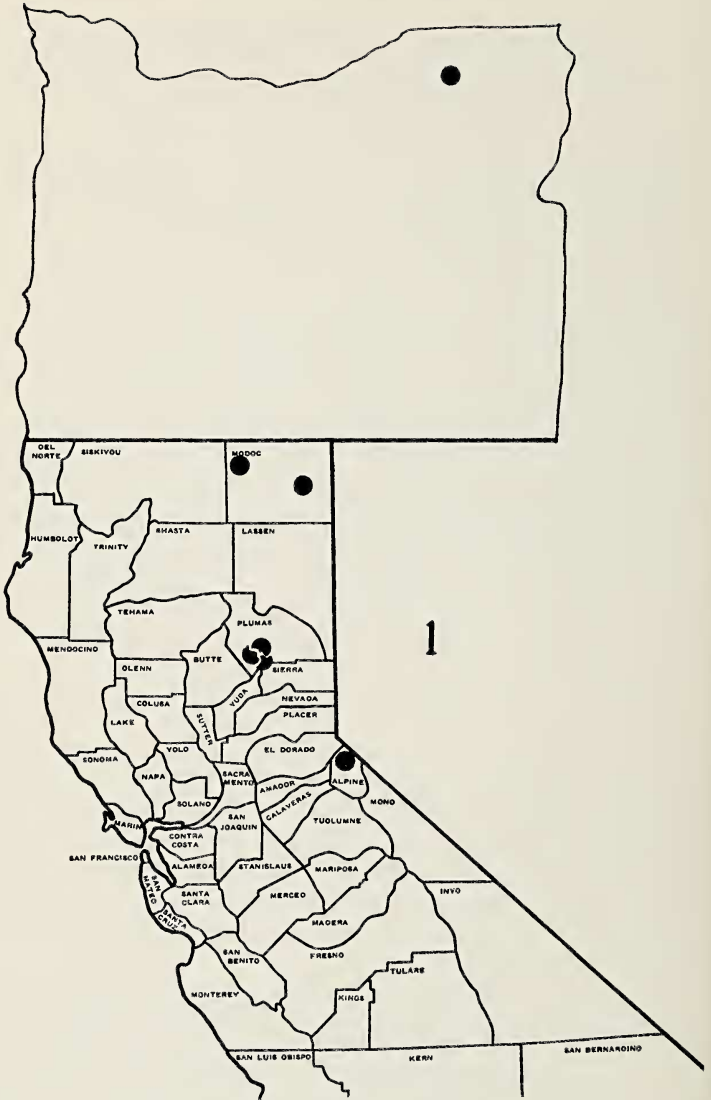 DEL
NORTE
SISKIYOU
MODOC
HUMBOLDT
TRINITY
SHASTA
LASSEN
TEHAMA
PLUMAS
MENDOCINO
GLENN
BUTTE
SIERRA
1
COLUSA
YUBA
NEVADA
LAKE
SUTTER
PLACER
SONOMA
YOLO
EL DORADO
NAPA
SACRA
MENTO
AMADOR
ALPINE
SOLANO
CALAVERAS
MONO
MARIN
SAN
JOAQUIN
TUOLUMNE
CONTRA
COSTA
SAN FRANCISCO
ALAMEDA
STANISLAUS
MARIPOSA
INYO
SAN
MATEO
SANTA
CLARA
MERCED
SANTA
CRUZ
MADERA
SAN
BENITO
FRESNO
TULARE
MONTEREY
KINGS
SAN LUIS OBISPO
KERN
SAN BERNARDINO